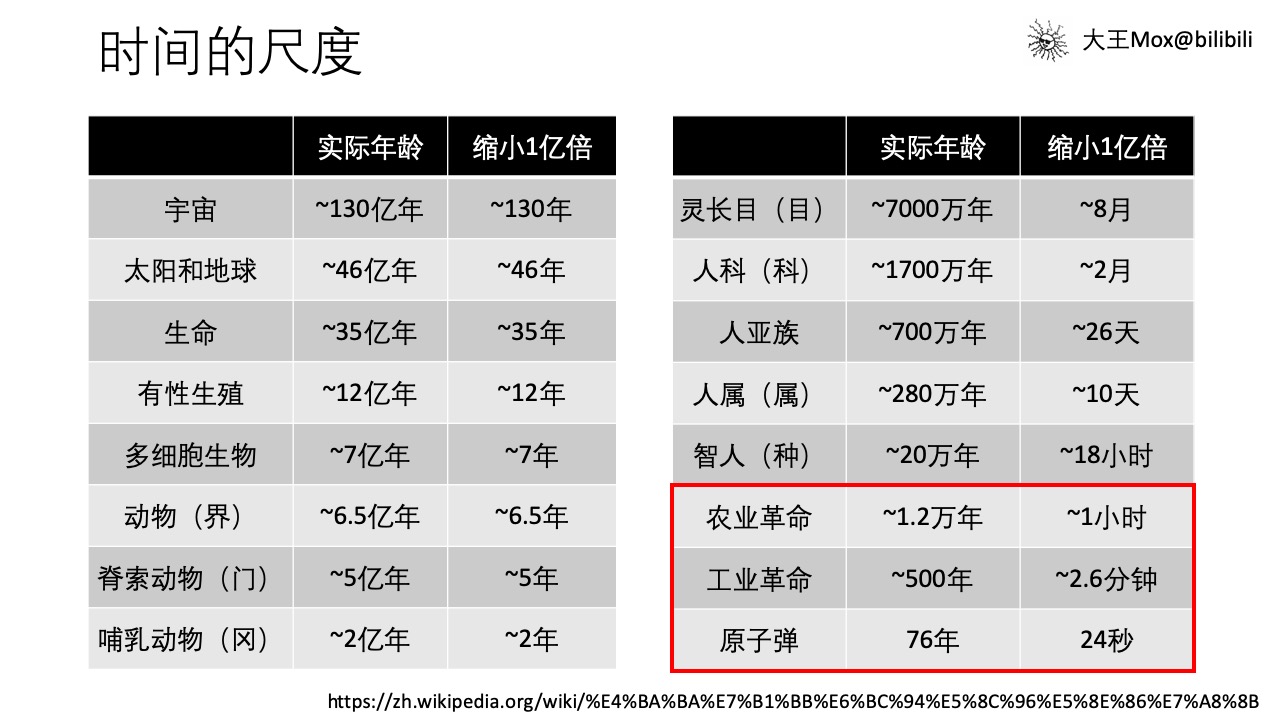 时间的尺度
大王Mox@bilibili
实际年龄 缩小1亿倍
宇宙 ~130亿年 ~130年
太阳和地球 ~46亿年 ~46年
生命 ~35亿年 ~35年
有性生殖 ~12亿年 ~12年
多细胞生物 ~7亿年 ~7年
动物（界） ~6.5亿年 ~6.5年
脊索动物（门） ~5亿年 ~5年
哺乳动物（冈） ~2亿年 ~2年
实际年龄 缩小1亿倍
灵长目（目） ~7000万年 ~8月
人科（科） ~1700万年 ~2月
人亚族 ~700万年 ~26天
人属（属） ~280万年 ~10天
智人（种） ~20万年 ~18小时
农业革命 ~1.2万年 ~1小时
工业革命 ~500年 ~2.6分钟
原子弹 76年 24秒
https://zh.wikipedia.org/wiki/%E4%BA%BA%E7%B1%BB%E6%BC%94%E5%8C%96%E5%8E%86%E7%A8%8B